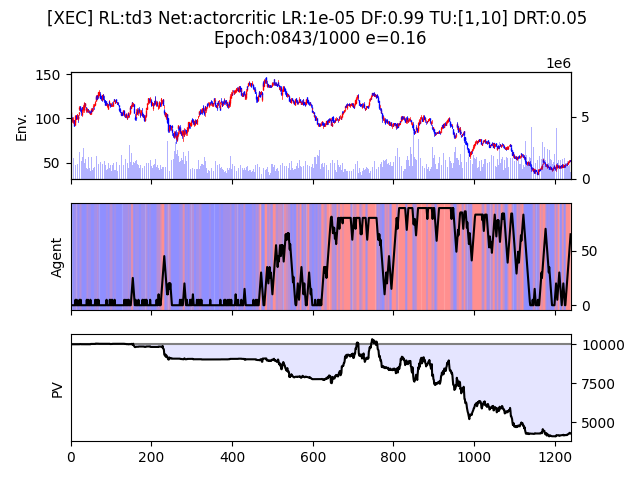 [XEC] RL:td3 Net:actorcritic LR:1e-05 DF:0.99 TU:[1,10] DRT:0.05
Epoch:0843/1000 e=0.16
1e6
150
100
50
Env.
5
0
Agent
50
0
PV
10000
7500
5000
0 200 400 600 800 1000 1200